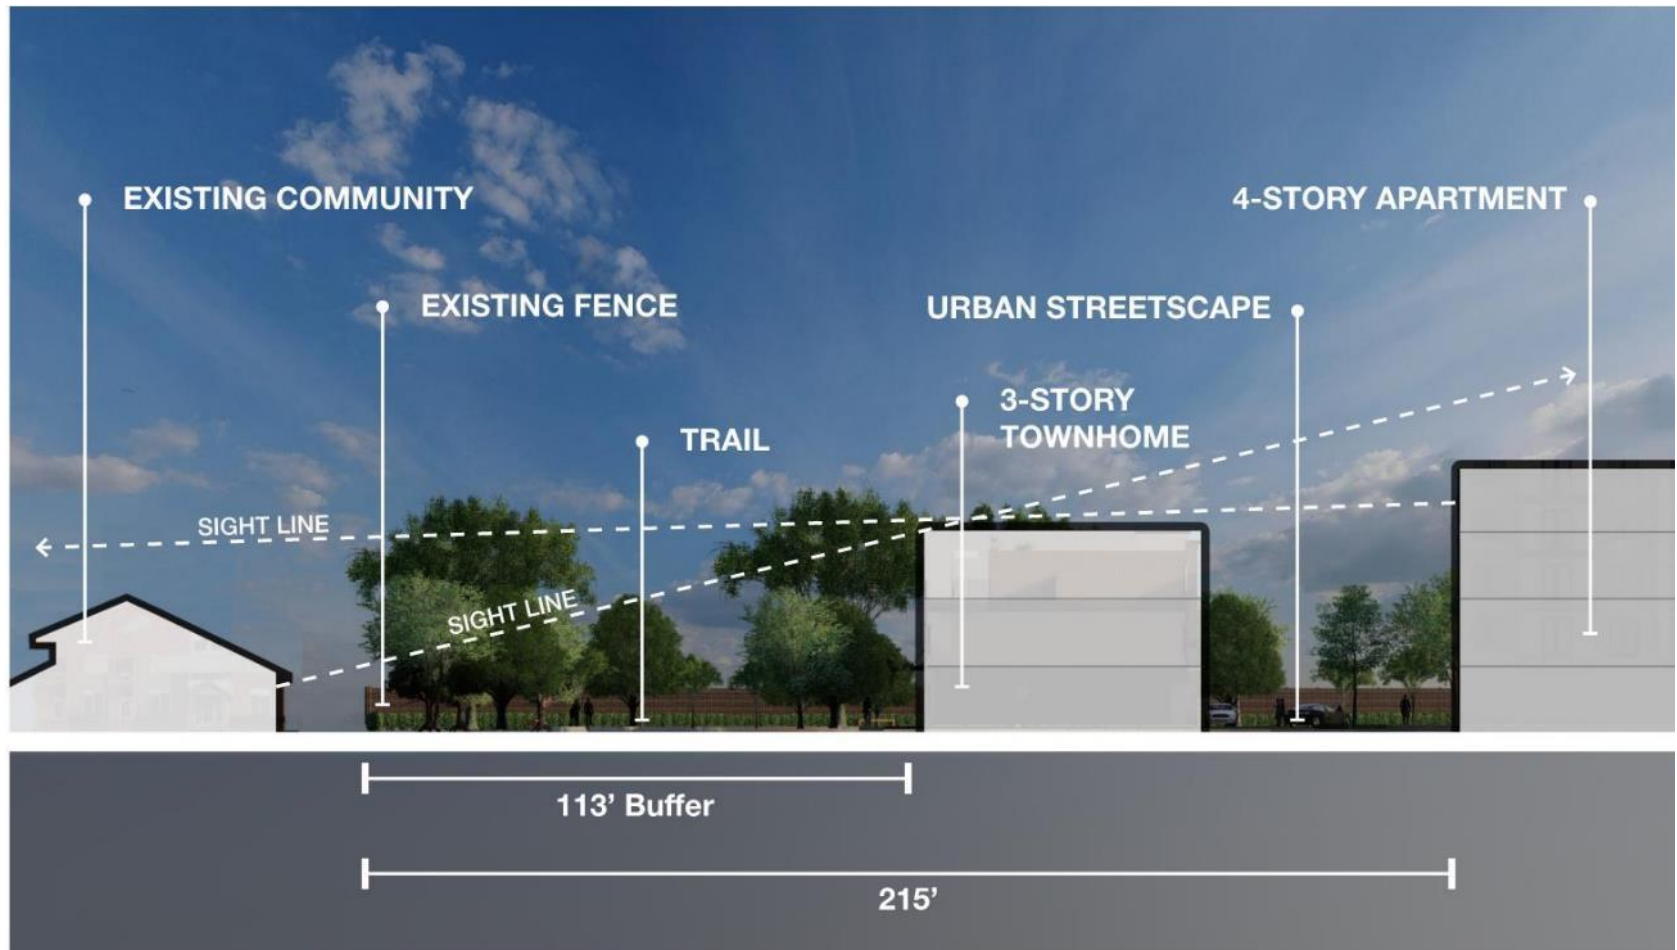 EXISTING COMMUNITY
4-STORY APARTMENT
EXISTING FENCE
URBAN STREETSCAPE
3-STORY
TOWNHOME
TRAIL
SIGHT LINE
SIGHT LINE
113’ Buffer
215’